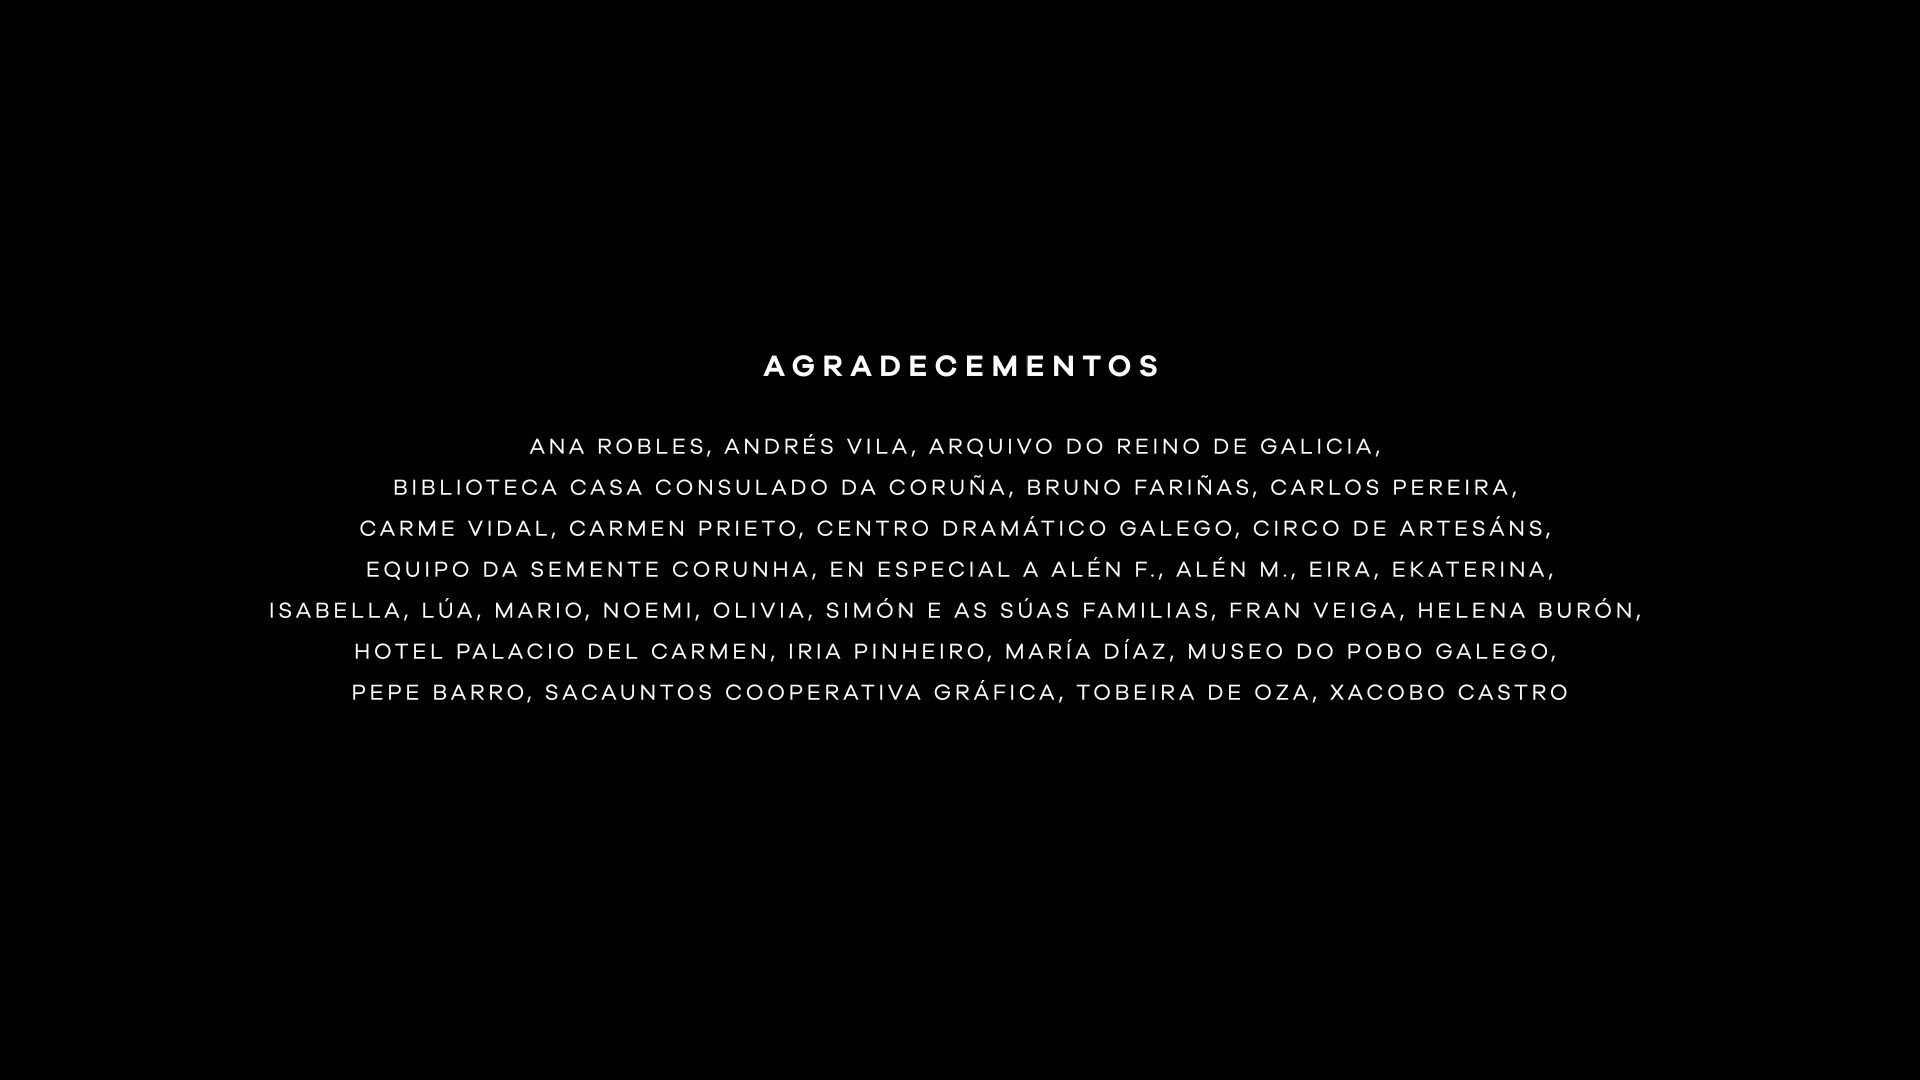 AGRADECEMENTOS
ANA ROBLES, ANDRÉS VILA, ARQUIVO DO REINO DE GALICIA,
BIBLIOTECA CASA CONSULADO DA CORUÑA, BRUNO FARIÑAS, CARLOS PEREIRA,
CARME VIDAL, CARMEN PRIETO, CENTRO DRAMÁTICO GALEGO, CIRCO DE ARTESÁNS,
EQUIPO DA SEMENTE CORUNHA, EN ESPECIAL A ALÉN F., ALÉN M., EIRA, EKATERINA,
ISABELLA, LÚA, MARIO, NOEMI, OLIVIA, SIMÓN E AS SÚAS FAMILIAS, FRAN VEIGA, HELENA BURÓN,
HOTEL PALACIO DEL CARMEN, IRIA PINHEIRO, MARÍA DÍAZ, MUSEO DO POBO GALEGO,
PEPE BARRO, SACAUNTOS COOPERATIVA GRÁFICA, TOBEIRA DE OZA, XACOBO CASTRO